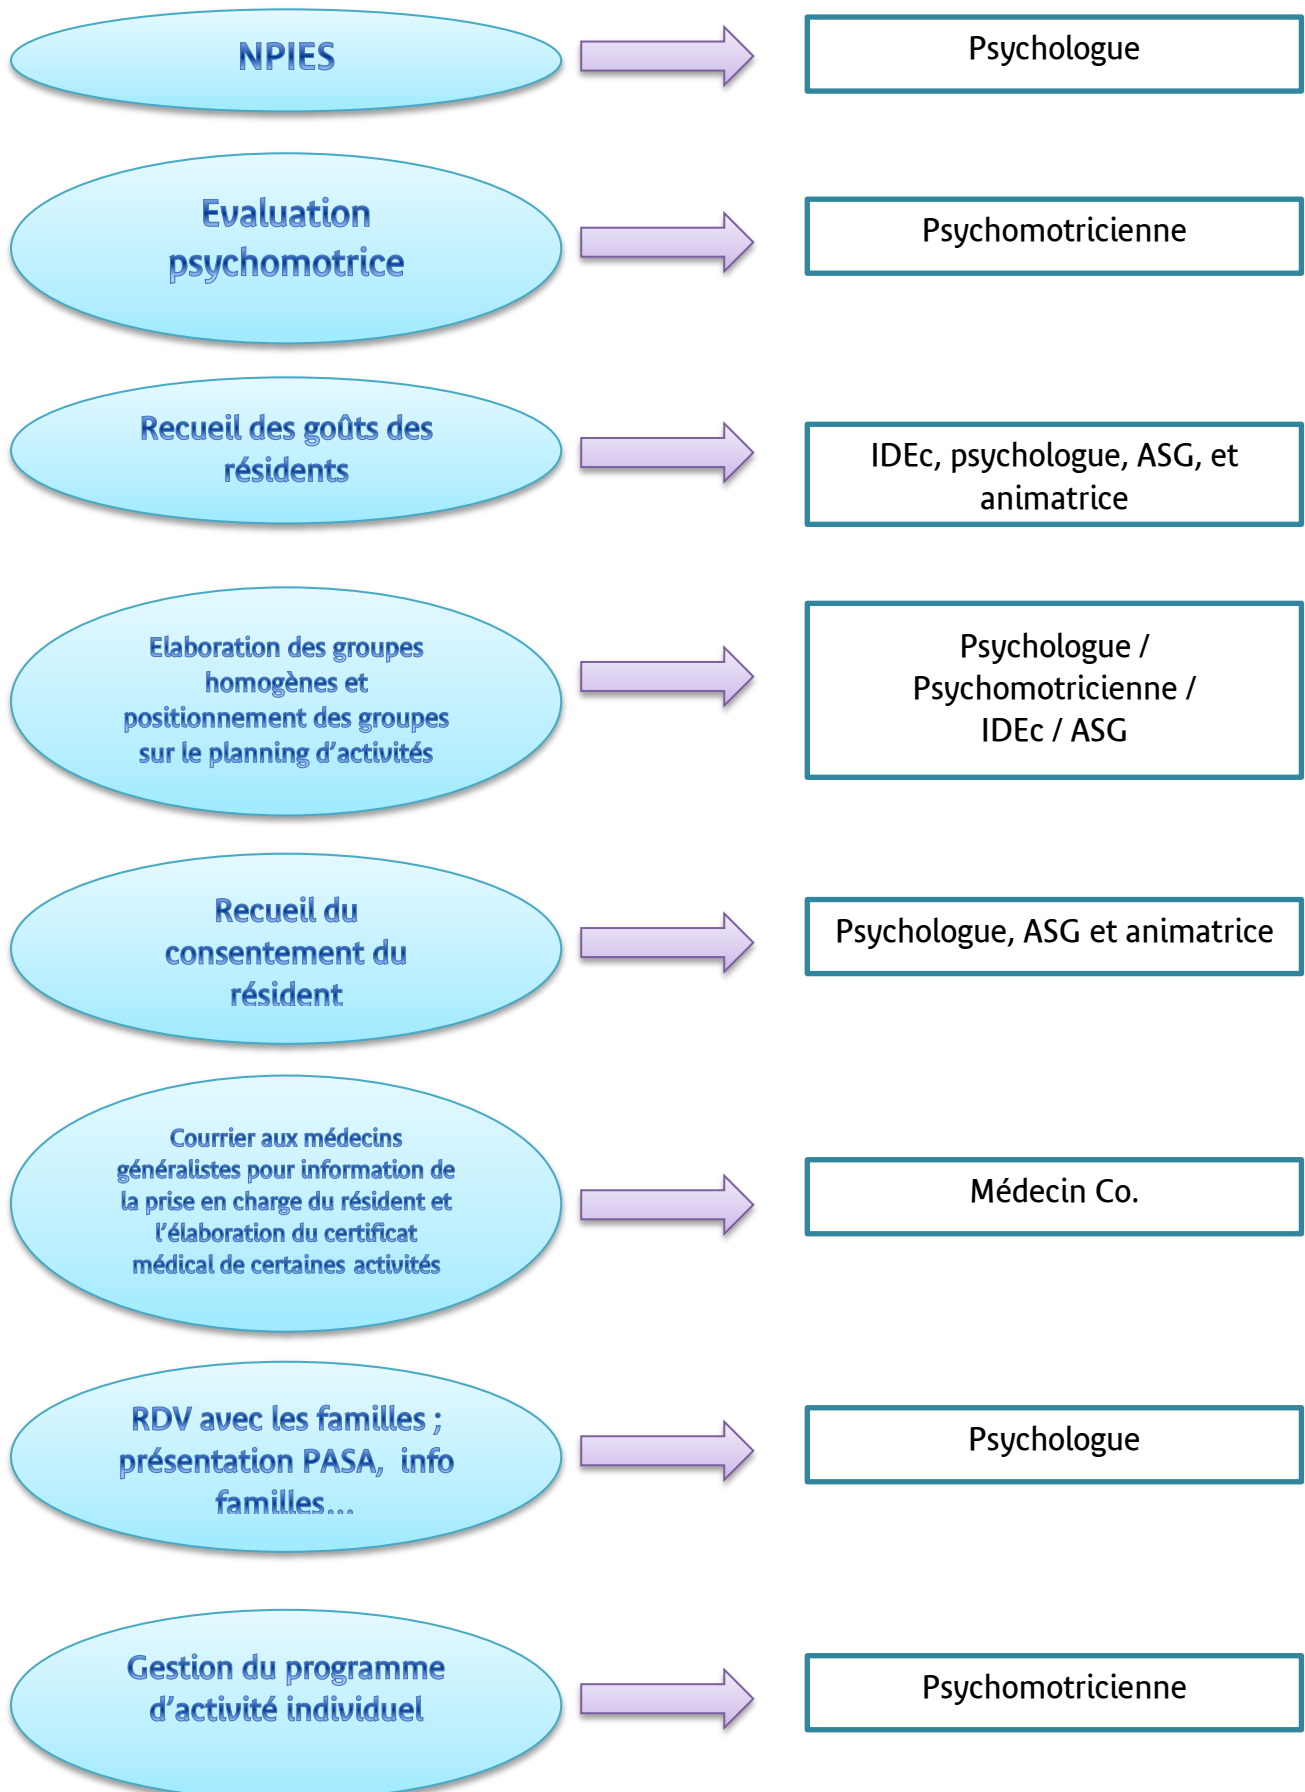 NPIES
Psychologue
Evaluation
psychomotrice
Psychomotricienne
Recueil des goûts des
résidents
IDEc, psychologue, ASG, et
animatrice
Elaboration des groupes
homogènes et
positionnement des groupes
sur le planning d’activités
Psychologue /
Psychomotricienne /
IDEc / ASG
Recueil du
consentement du
résident
Psychologue, ASG et animatrice
Courrier aux médecins
généralistes pour information de
la prise en charge du résident et
l’élaboration du certificat
médical de certaines activités
Médecin Co.
RDV avec les familles ;
présentation PASA, info
familles…
Psychologue
Gestion du programme
d’activité individuel
Psychomotricienne